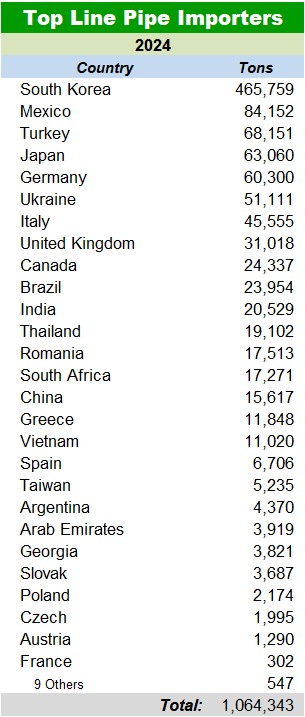 Top Line Pipe Importers
2024
Country Tons
South Korea 465,759
Mexico 84,152
Turkey 68,151
Japan 63,060
Germany 60,300
Ukraine 51,111
Italy 45,555
United Kingdom 31,018
Canada 24,337
Brazil 23,954
India 20,529
Thailand 19,102
Romania 17,513
South Africa 17,271
China 15,617
Greece 11,848
Vietnam 11,020
Spain 6,706
Taiwan 5,235
Argentina 4,370
Arab Emirates 3,919
Georgia 3,821
Slovak 3,687
Poland 2,174
Czech 1,995
Austria 1,290
France 302
9 Others 547
Total: 1,064,343